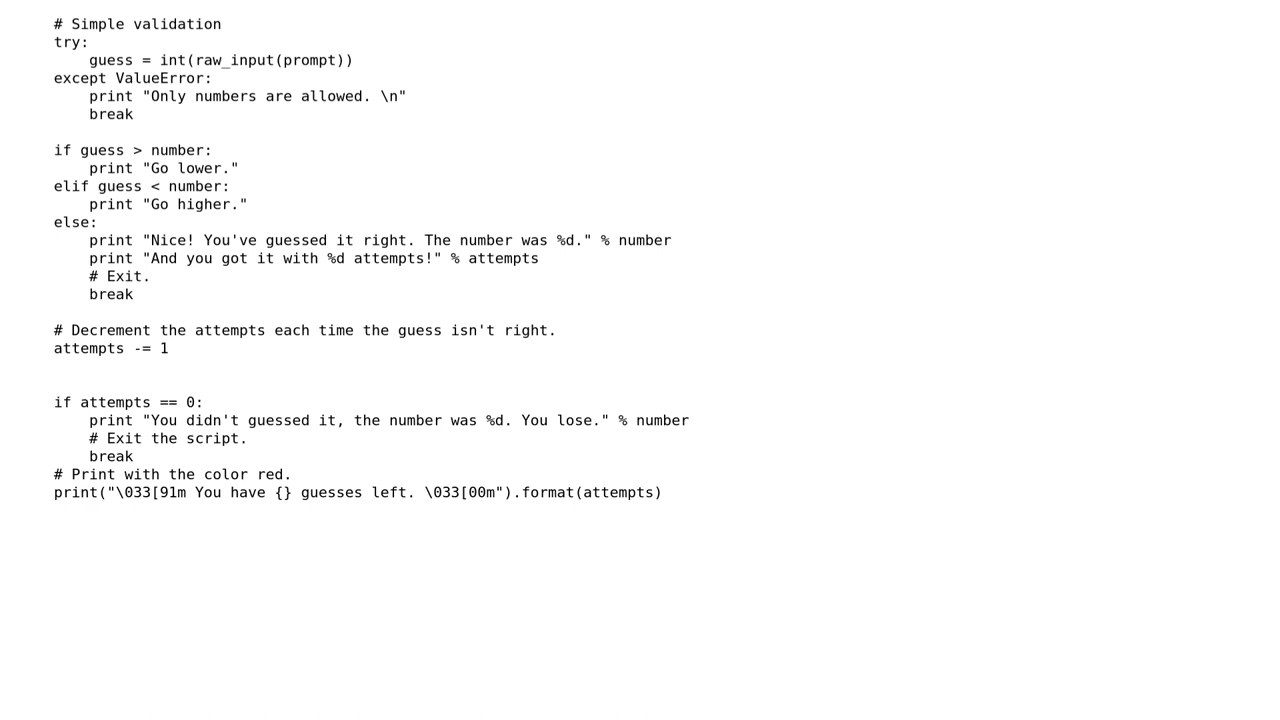 # Simple validation
try:
    guess = int(raw_input(prompt))
except ValueError:
    print "Only numbers are allowed. \n"
    break

if guess > number:
    print "Go lower."
elif guess < number:
    print "Go higher."
else:
    print "Nice! You've guessed it right. The number was %d." % number
    print "And you got it with %d attempts!" % attempts
    # Exit.
    break

# Decrement the attempts each time the guess isn't right.
attempts -= 1


if attempts == 0:
    print "You didn't guessed it, the number was %d. You lose." % number
    # Exit the script.
    break
# Print with the color red.
print("\033[91m You have {} guesses left. \033[00m").format(attempts)